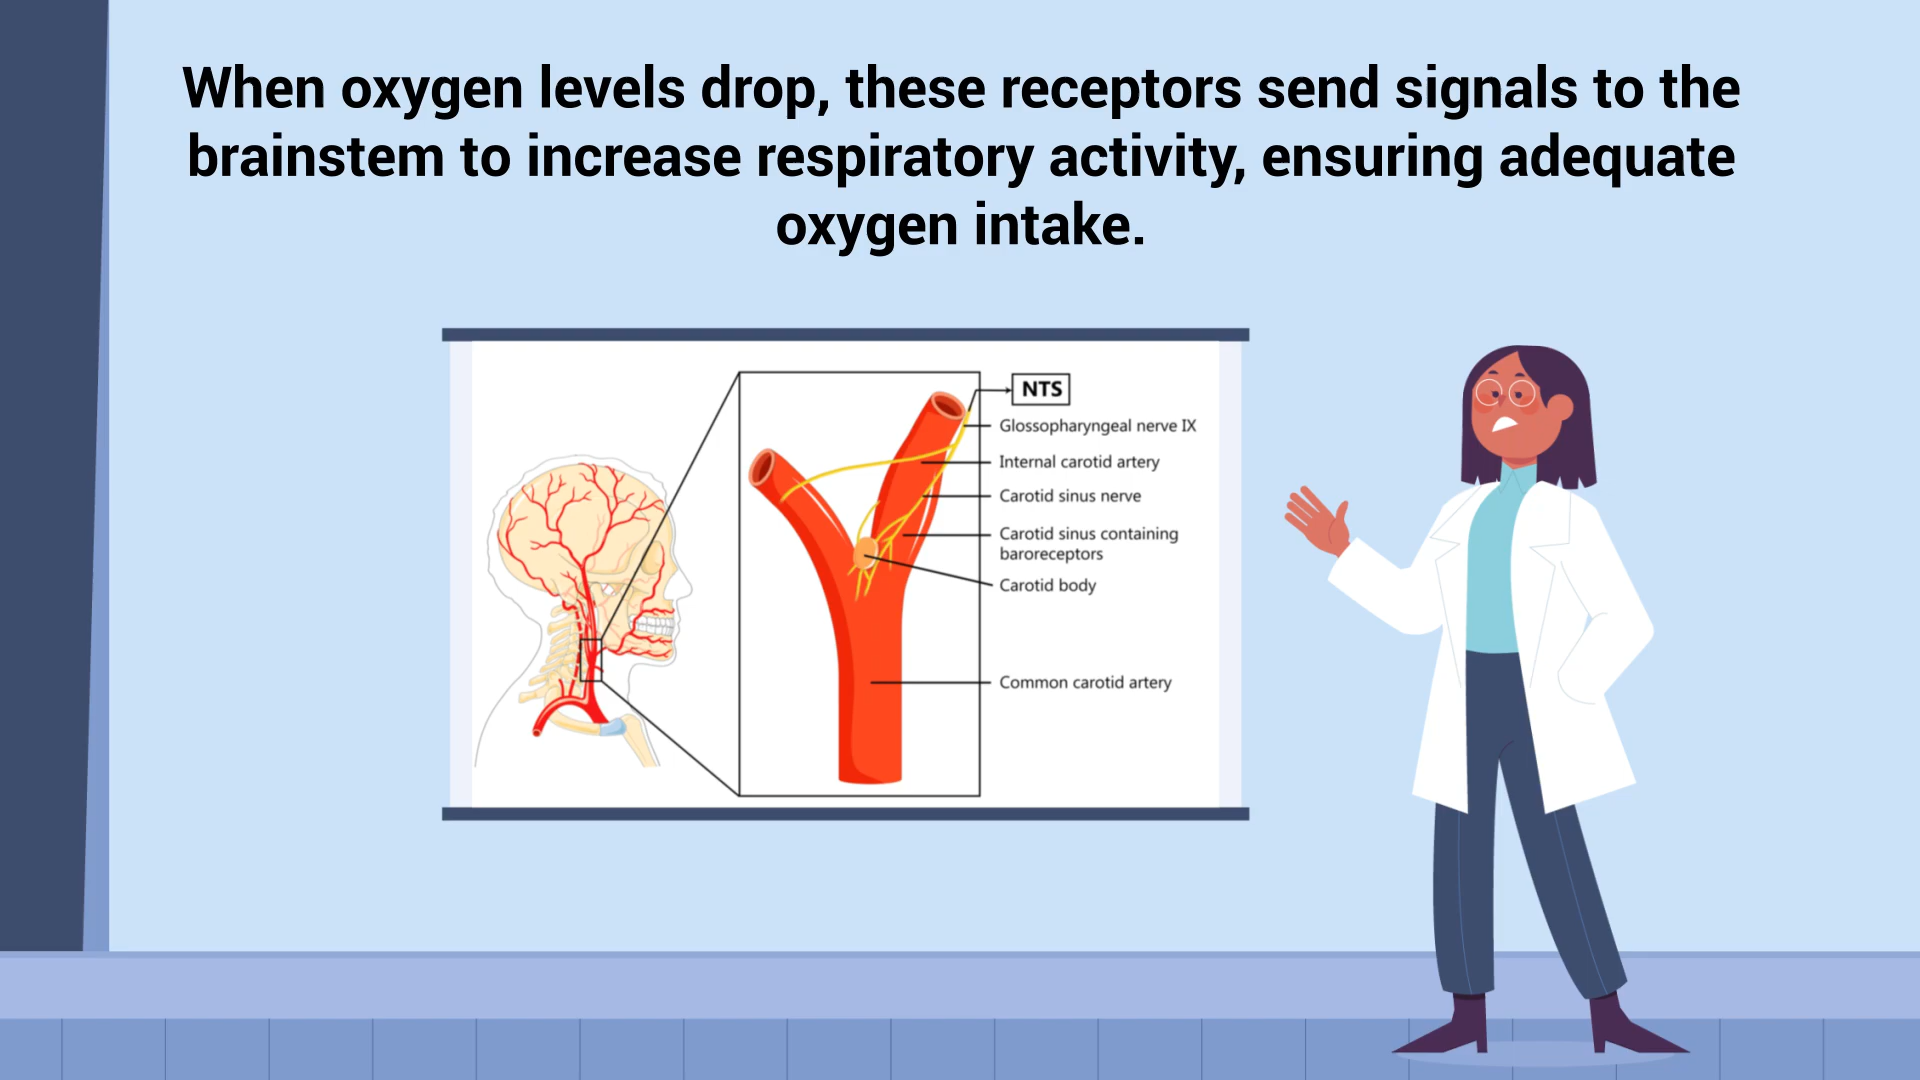 When oxygen levels drop, these receptors send signals to the
brainstem to increase respiratory activity, ensuring adequate
oxygen intake.
NTS
Glossopharyngeal nerve IX
Internal carotid artery
Carotid sinus nerve
Carotid sinus containing
baroreceptors
Carotid body
Common carotid artery